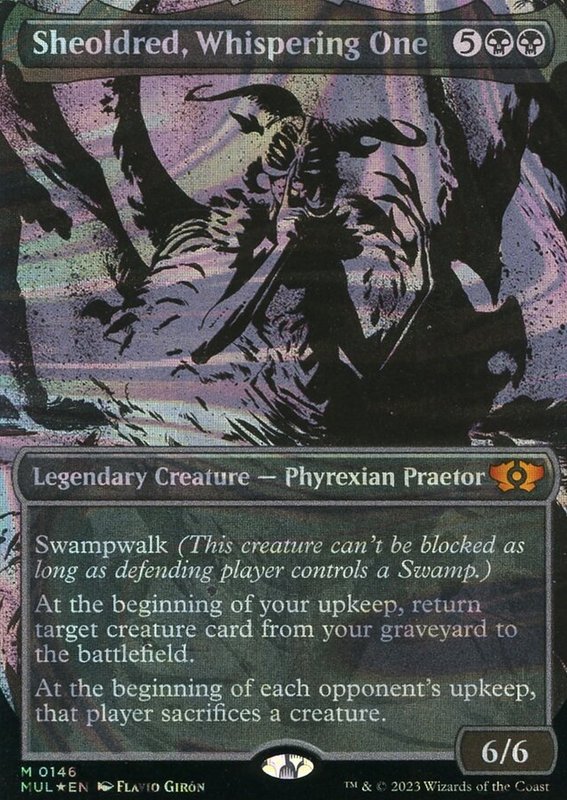 Sheoldred, Whispering One 5
Legendary Creature — Phyrexian Praetor
Swampwalk (This creature can't be blocked as
long as defending player controls a Swamp.)
At the beginning of your upkeep, return
target creature card from your graveyard to
the battlefield.
At the beginning of each opponent's upkeep,
that player sacrifices a creature.
6/6
M 0146
MUL★EN Flavio Girón
™ & © 2023 Wizards of the Coast